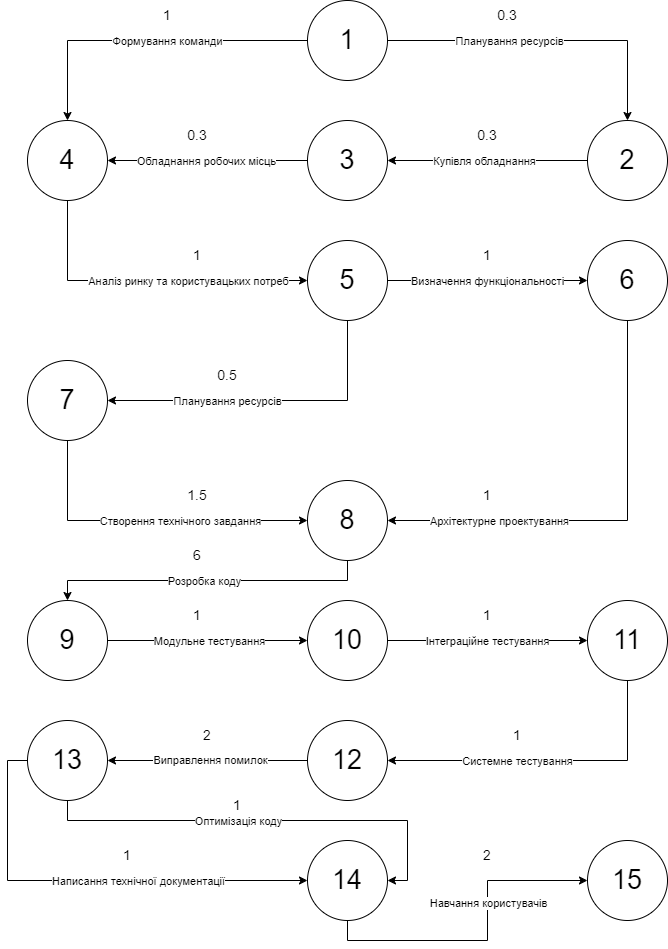 1
0.3
Формування команди
1
Планування ресурсів
0.3
0.3
4
Обладнання робочих місць
3
Купівля обладнання
2
1
1
Аналіз ринку та користувацьких потреб
5
Визначення функціональності
6
0.5
7
Планування ресурсів
1.5
1
Створення технічного завдання
8
Архітектурне проектування
6
Розробка коду
1
1
9
Модульне тестування
10
Інтеграційне тестування
11
2
1
13
Виправлення помилок
12
Системне тестування
1
Оптимізація коду
1
2
Написання технічної документації
14
15
Навчання користувачів